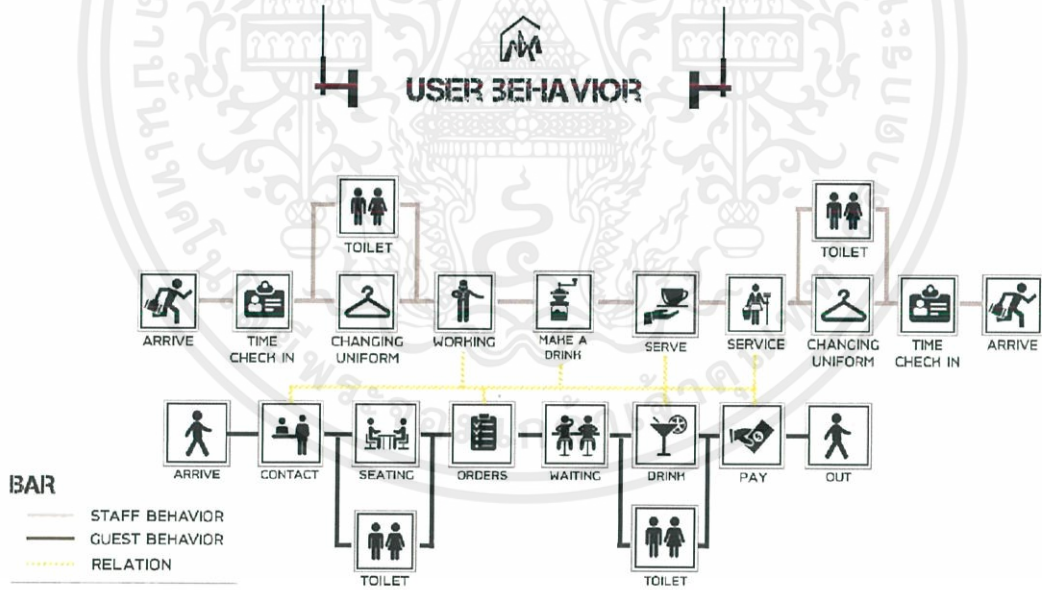 USER BEHAVIOR
TOILET
TOILET
ARRIVE
TIME
CHECK IN
CHANGING
UNIFORM
WORKING
MAKE A
DRINK
SERVE
SERVICE
CHANGING
UNIFORM
TIME
CHECK IN
ARRIVE
ARRIVE
CONTACT
SEATING
ORDERS
WAITING
DRINK
PAY
OUT
TOILET
TOILET
BAR
STAFF BEHAVIOR
GUEST BEHAVIOR
RELATION